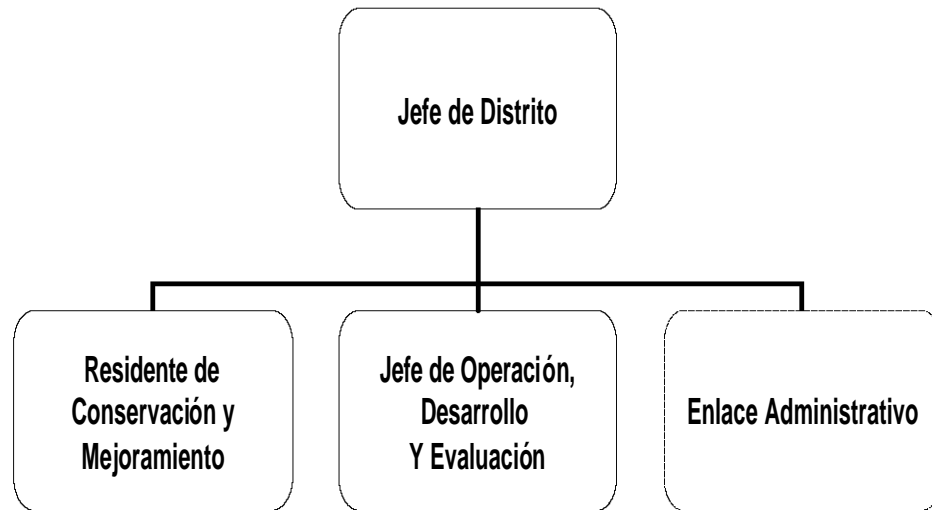 Jefe de Distrito
Residente de
Conservación y
Mejoramiento
Jefe de Operación,
Desarrollo
Y Evaluación
Enlace Administrativo